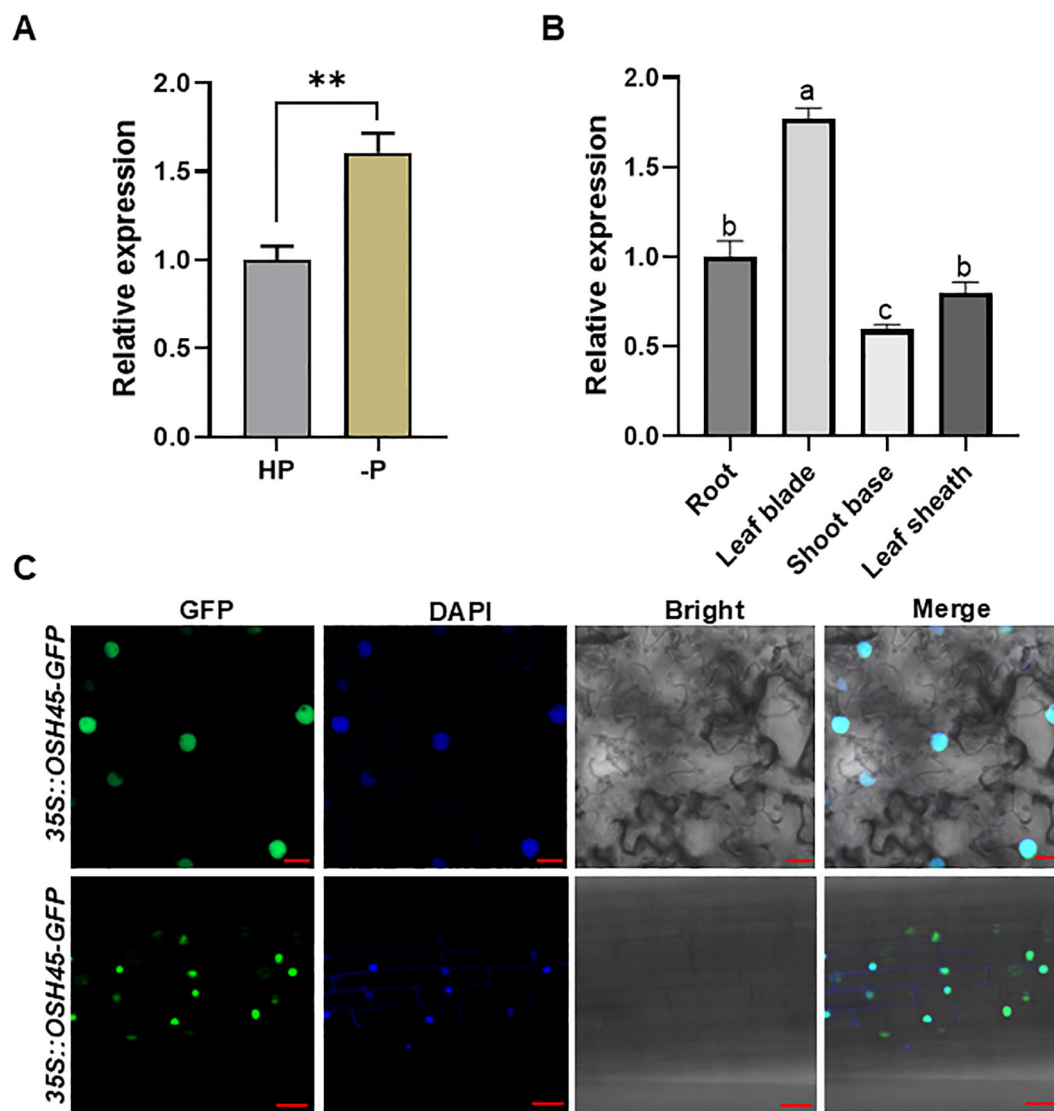 A
Relative expression
2.0
1.5
1.0
0.5
0.0
**
HP
-P
B
Relative expression
2.0
1.5
1.0
0.5
0.0
b
a
c
b
Root
Leaf blade
Shoot base
Leaf sheath
C
GFP
DAPI
Bright
Merge
35S::OSH45-GFP
35S::OSH45-GFP